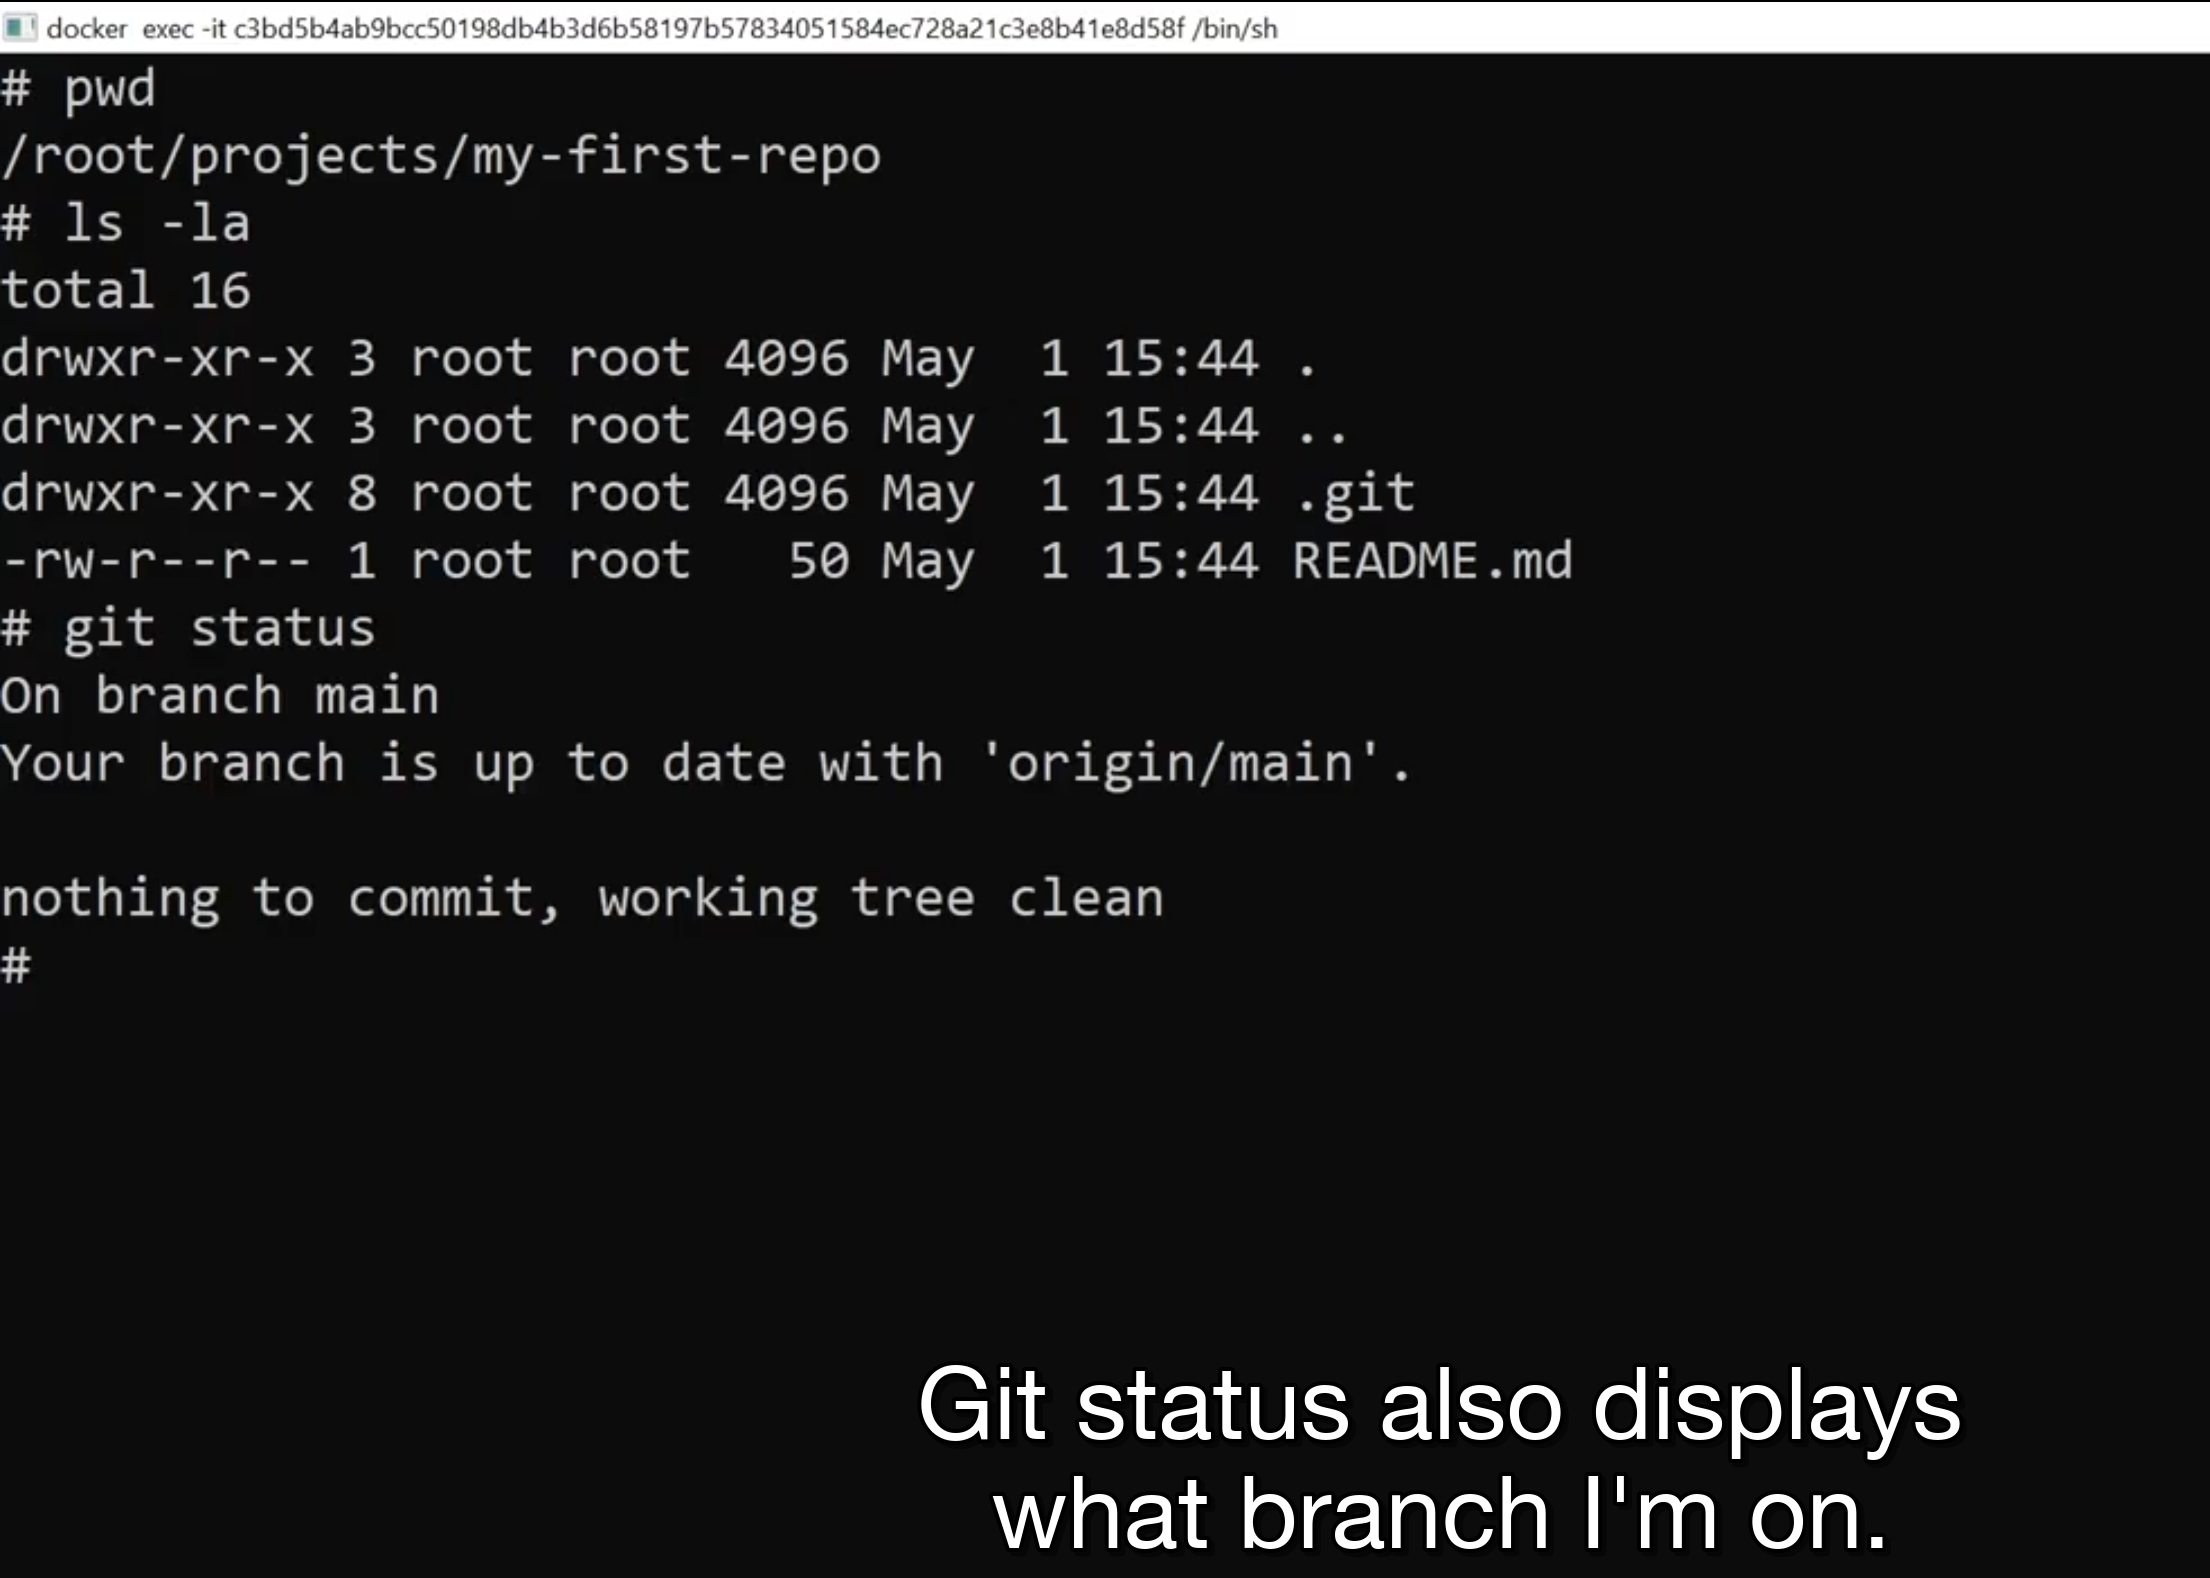 docker  exec -it c3bd5b4ab9bcc50198db4b3d6b58197b57834051584ec728a21c3e8b41e8d58f /bin/sh
# pwd
/root/projects/my-first-repo
# ls -la
total 16
drwxr-xr-x 3 root root 4096 May  1 15:44 .
drwxr-xr-x 3 root root 4096 May  1 15:44 ..
drwxr-xr-x 8 root root 4096 May  1 15:44 .git
-rw-r--r-- 1 root root   50 May  1 15:44 README.md
# git status
On branch main
Your branch is up to date with 'origin/main'.

nothing to commit, working tree clean
#
Git status also displays
what branch I'm on.